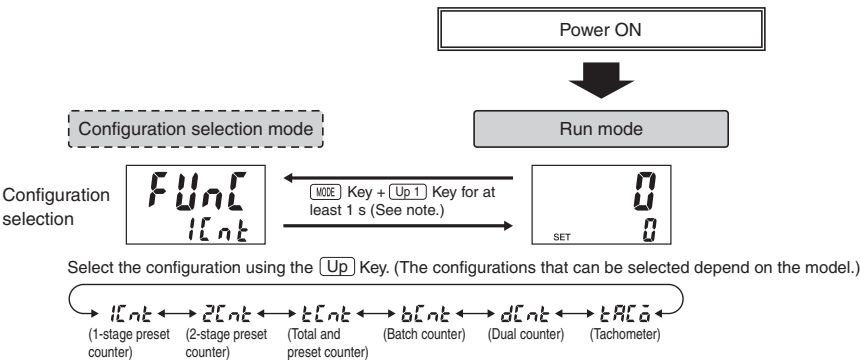 Power ON
Configuration selection mode
Run mode
Configuration
selection
FUnC
1Cnt
MODE Key + Up 1 Key for at
least 1 s (See note.)
0
SET 0
Select the configuration using the Up Key. (The configurations that can be selected depend on the model.)
1Cnt 2Cnt tCnt bCnt dCnt tACo
(1-stage preset (2-stage preset (Total and (Batch counter) (Dual counter) (Tachometer)
counter) counter) preset counter)